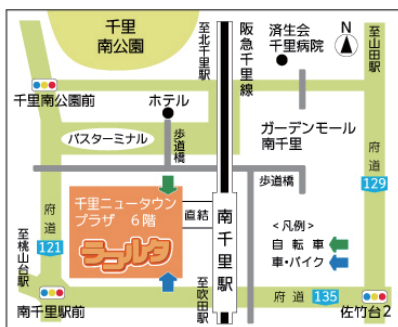 千里
南公園
至北千里駅
阪急千里線
済生会
千里病院
N
至山田駅
千里南公園前
ホテル
バスターミナル
歩道橋
ガーデンモール
南千里
歩道橋
府道
129
千里ニュータウン
プラザ 6階
ラコルタ
直結
南千里駅
<凡例>
自転車
車・バイク
府道
121
至桃山台駅
南千里駅前
至吹田駅
府道 135
佐竹台2